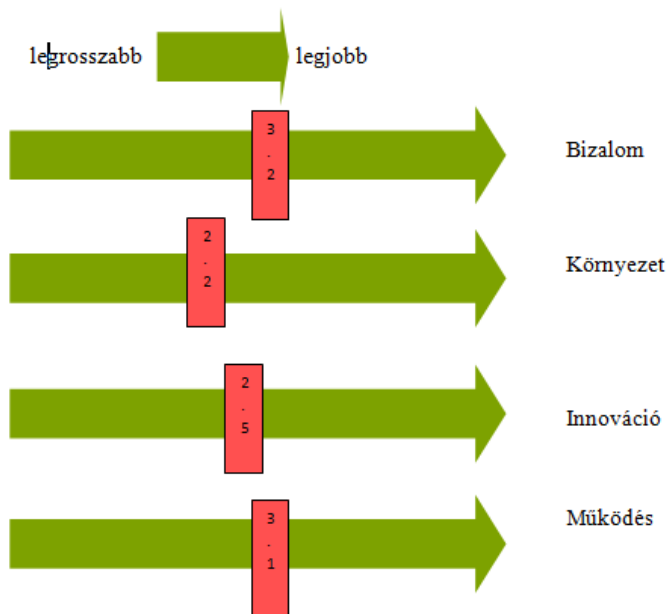 legrosszabb legjobb
3.2 Bizalom
2.2 Környezet
2.5 Innováció
3.1 Működés